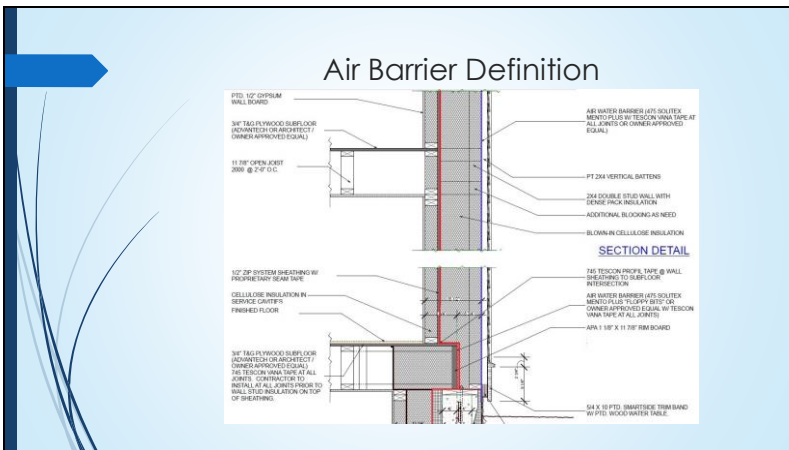 Air Barrier Definition
PTD. 1/2" GYPSUM
WALL BOARD
3/4" T&G PLYWOOD SUBFLOOR
(ADVANTECH OR ARCHITECT /
OWNER APPROVED EQUAL)
11 7/8" OPEN JOIST
2000 @ 2'-0" O.C.
1/2" ZIP SYSTEM SHEATHING W/
PROPRIETARY SEAM TAPE
CELLULOSE INSULATION IN
SERVICE CAVITIES
FINISHED FLOOR
3/4" T&G PLYWOOD SUBFLOOR
(ADVANTECH OR ARCHITECT /
OWNER APPROVED EQUAL)
745 TESCON VANA TAPE AT ALL
JOINTS. CONTRACTOR TO
INSTALL AT ALL JOINTS PRIOR TO
WALL STUD INSULATION ON TOP
OF SHEATHING.
AIR WATER BARRIER (475 SOLITEX
MENTO PLUS W/ TESCON VANA TAPE AT
ALL JOINTS OR OWNER APPROVED
EQUAL)
PT 2X4 VERTICAL BATTENS
2X4 DOUBLE STUD WALL WITH
DENSE PACK INSULATION
ADDITIONAL BLOCKING AS NEED
BLOWN-IN CELLULOSE INSULATION
SECTION DETAIL
745 TESCON PROFIL TAPE @ WALL
SHEATHING TO SUBFLOOR
INTERSECTION
AIR WATER BARRIER (475 SOLITEX
MENTO PLUS "FLOPPY BITS" OR
OWNER APPROVED EQUAL W/ TESCON
VANA TAPE AT ALL JOINTS)
APA 1 1/8" X 11 7/8" RIM BOARD
5/4 X 10 PTD. SMARTSIDE TRIM BAND
W/ PTD. WOOD WATER TABLE.